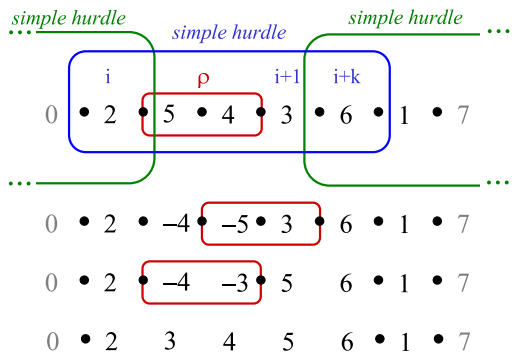 simple hurdle simple hurdle simple hurdle
i ρ i+1 i+k
0 • 2 • 5 • 4 • 3 • 6 • 1 • 7
0 • 2 • −4 • −5 • 3 • 6 • 1 • 7
0 • 2 • −4 −3 • 5 6 • 1 • 7
0 • 2 3 4 5 6 • 1 • 7